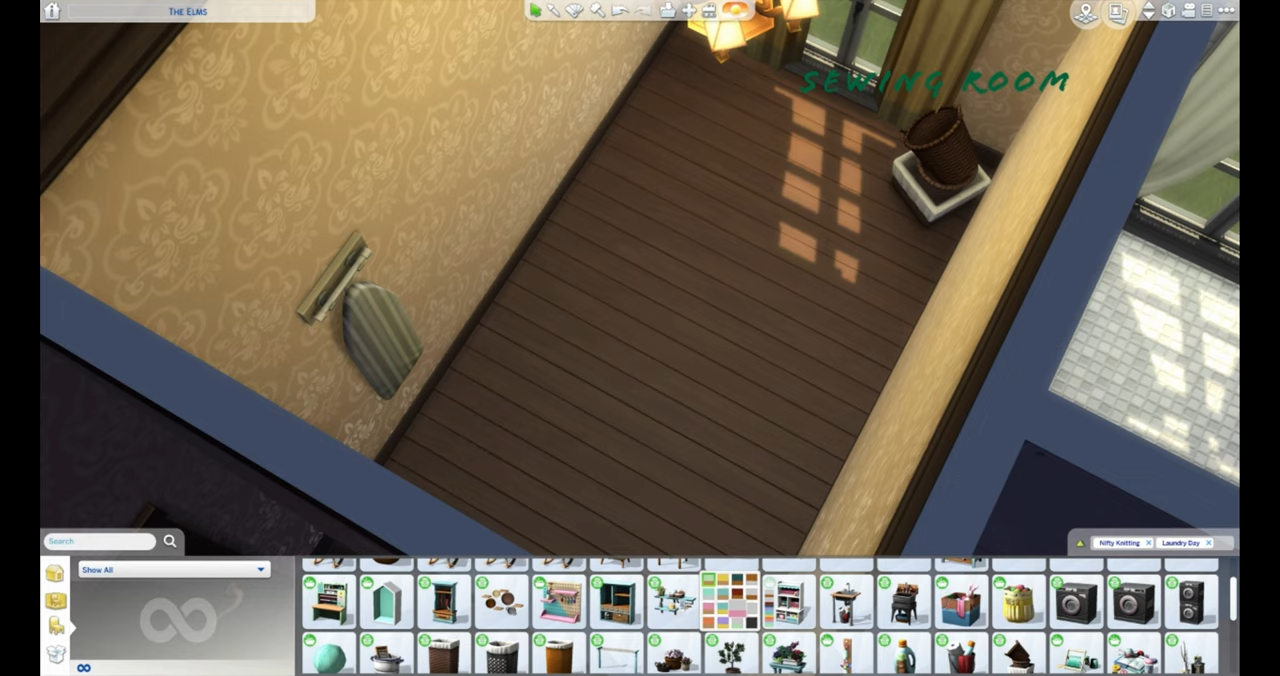 THE ELMS
SEWING ROOM
Search
Nifty Knitting
Laundry Day
Show All